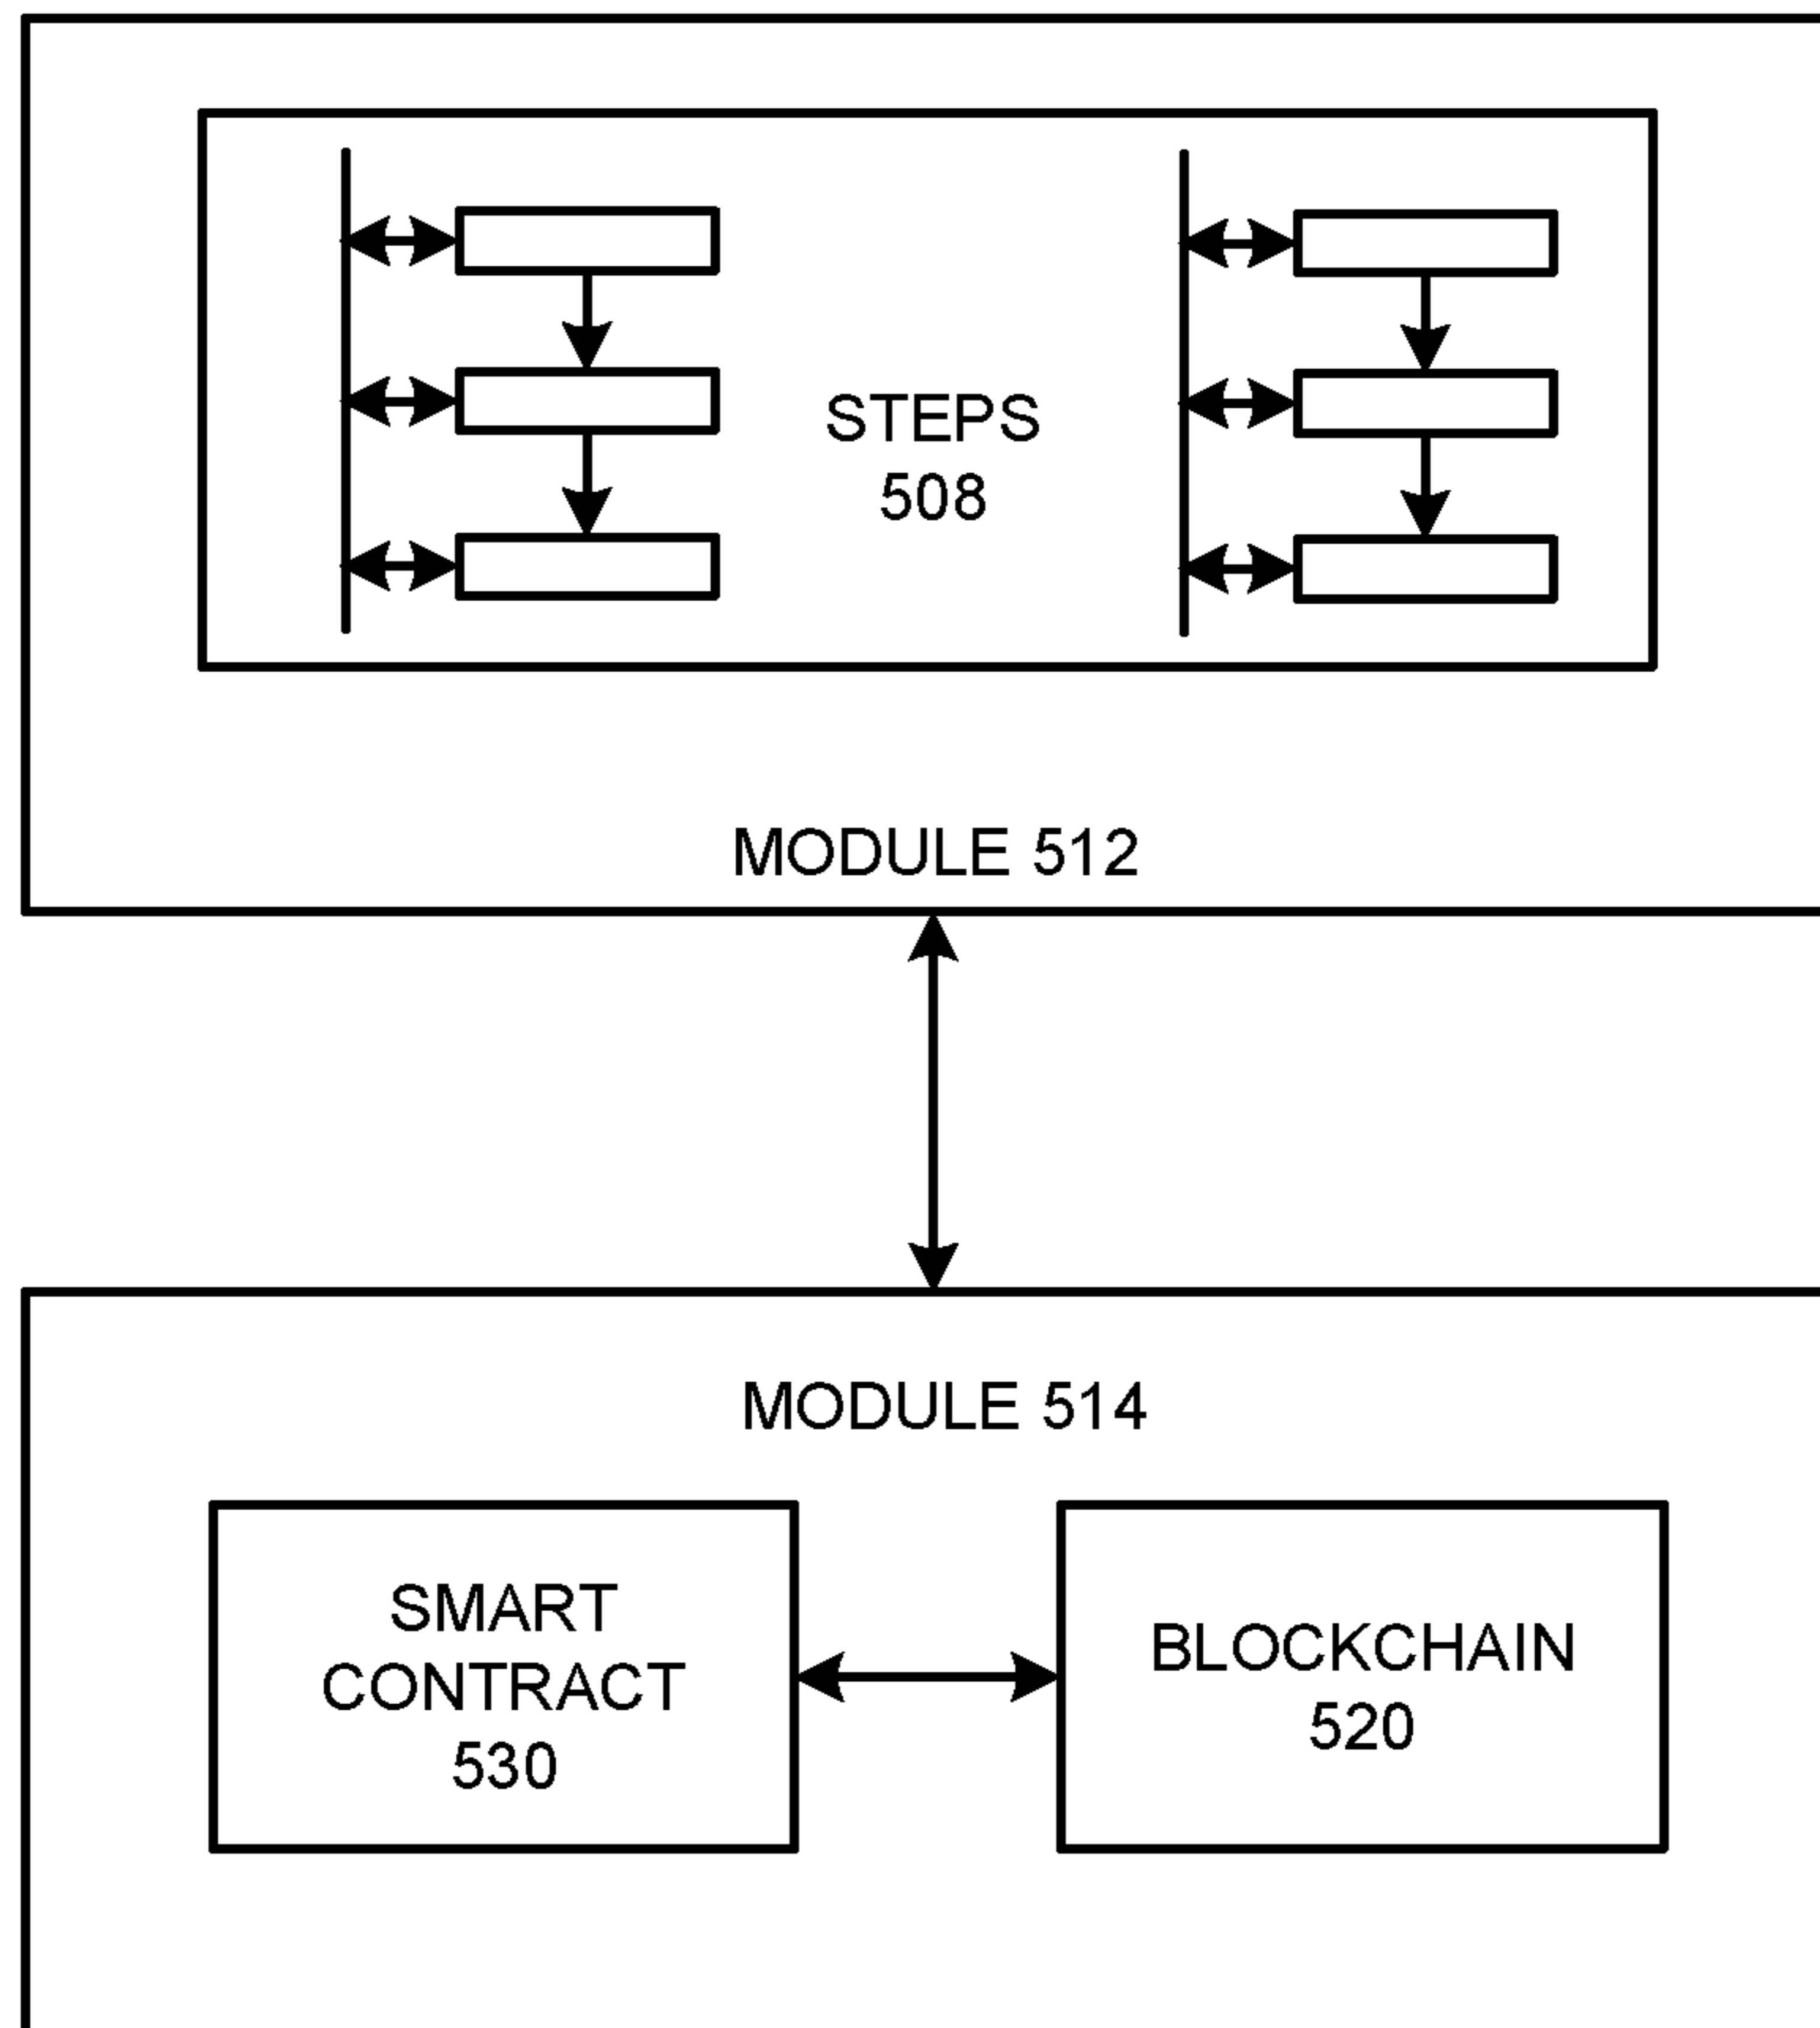 STEPS
508
MODULE 512
MODULE 514
SMART
CONTRACT
530
BLOCKCHAIN
520